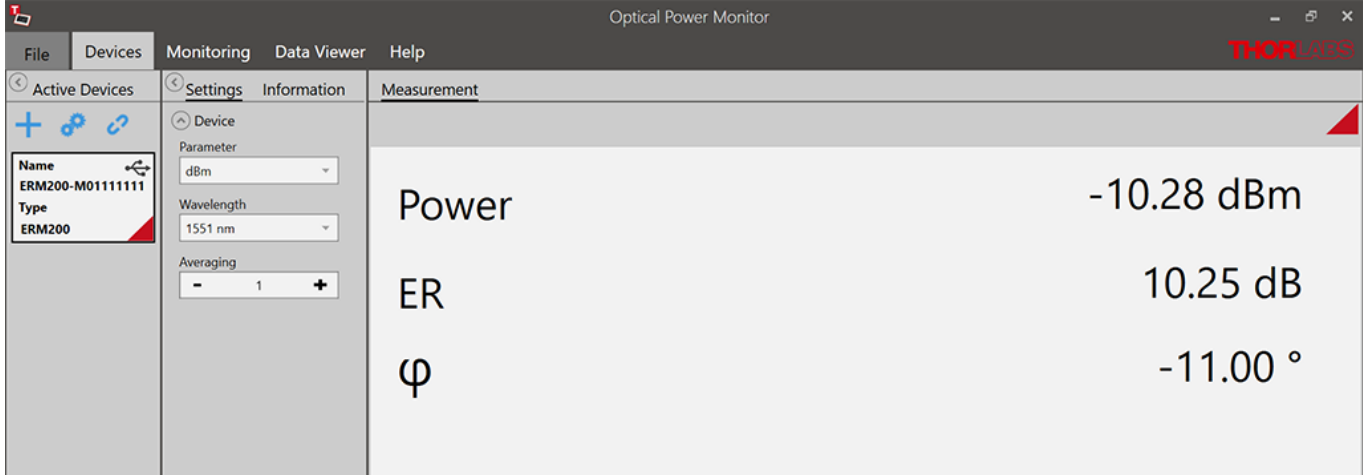 Optical Power Monitor
File Devices Monitoring Data Viewer Help
THORLABS
Active Devices
Name
ERM200-M01111111
Type
ERM200
Settings Information
Device
Parameter
dBm
Wavelength
1551 nm
Averaging
- 1 +
Measurement
Power -10.28 dBm
ER 10.25 dB
φ -11.00 °